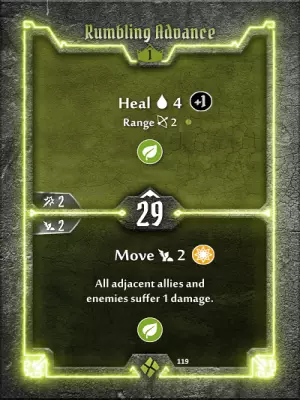 Rumbling Advance
1
Heal 4 +1
Range 2
2
29
2
Move 2
All adjacent allies and
enemies suffer 1 damage.
119